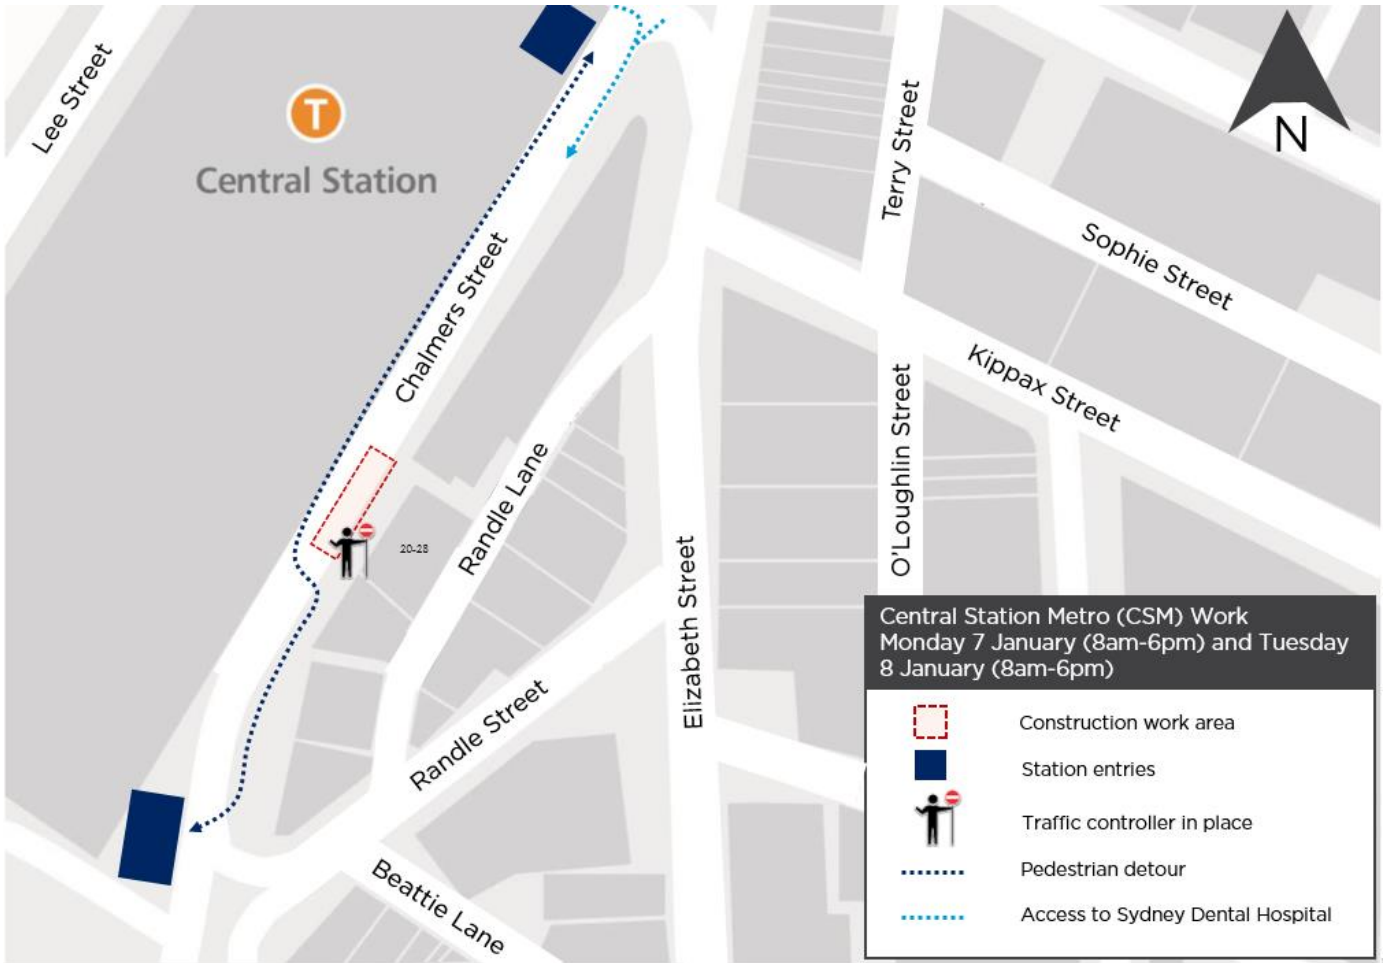 Lee Street
T
Central Station
Chalmers Street
Terry Street
N
Sophie Street
Kippax Street
Randle Lane
20-28
O'Loughlin Street
Elizabeth Street
Randle Street
Beattie Lane
Central Station Metro (CSM) Work
Monday 7 January (8am-6pm) and Tuesday
8 January (8am-6pm)
Construction work area
Station entries
Traffic controller in place
Pedestrian detour
Access to Sydney Dental Hospital